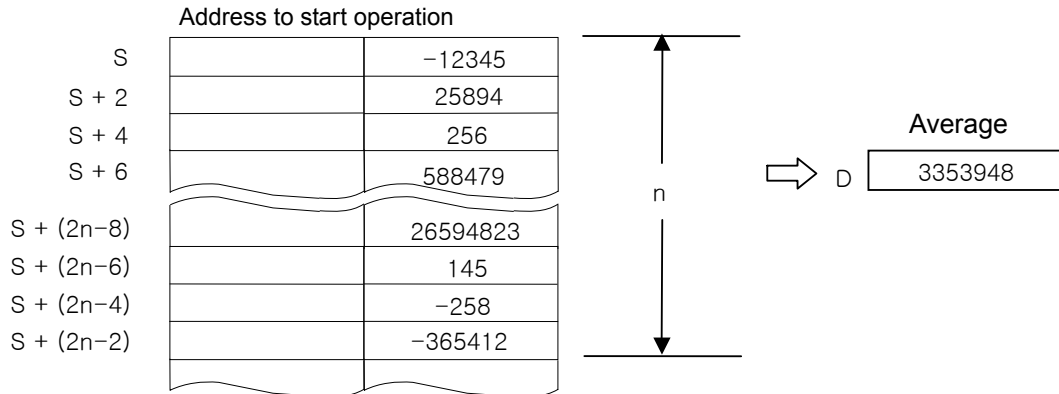 Address to start operation
S -12345
S + 2 25894
S + 4 256
Average
S + 6 588479
n
D 3353948
S + (2n-8) 26594823
S + (2n-6) 145
S + (2n-4) -258
S + (2n-2) -365412